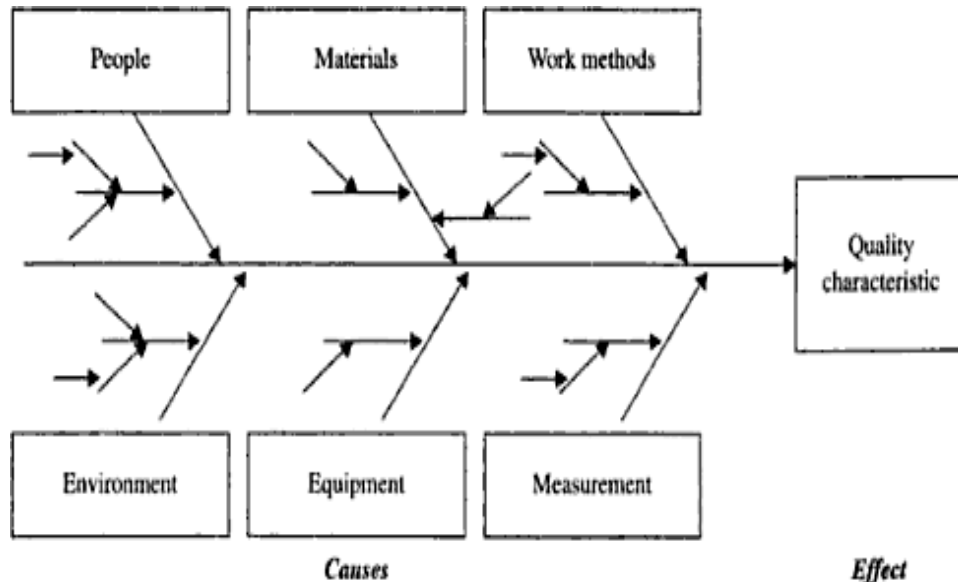 People
Materials
Work methods
Quality
characteristic
Environment
Equipment
Measurement
Causes
Effect